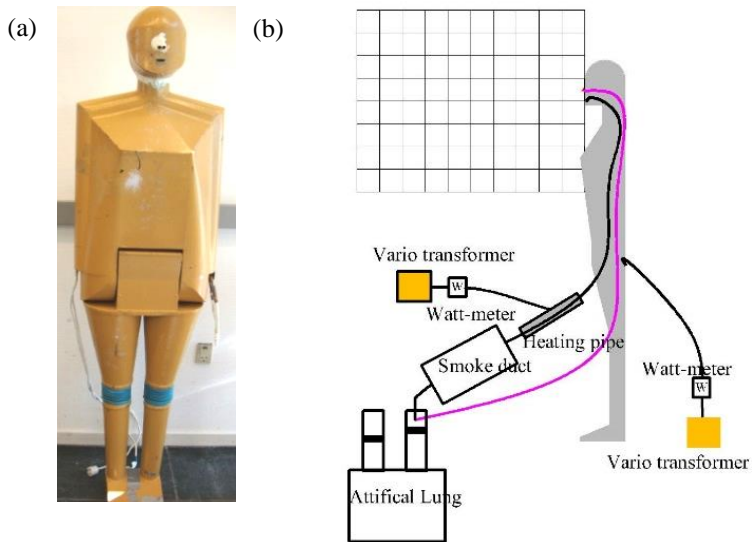 (a)
(b)
Vario transformer
W
Watt-meter
Heating pipe
Smoke duct
Watt-meter
W
Vario transformer
Attifical Lung